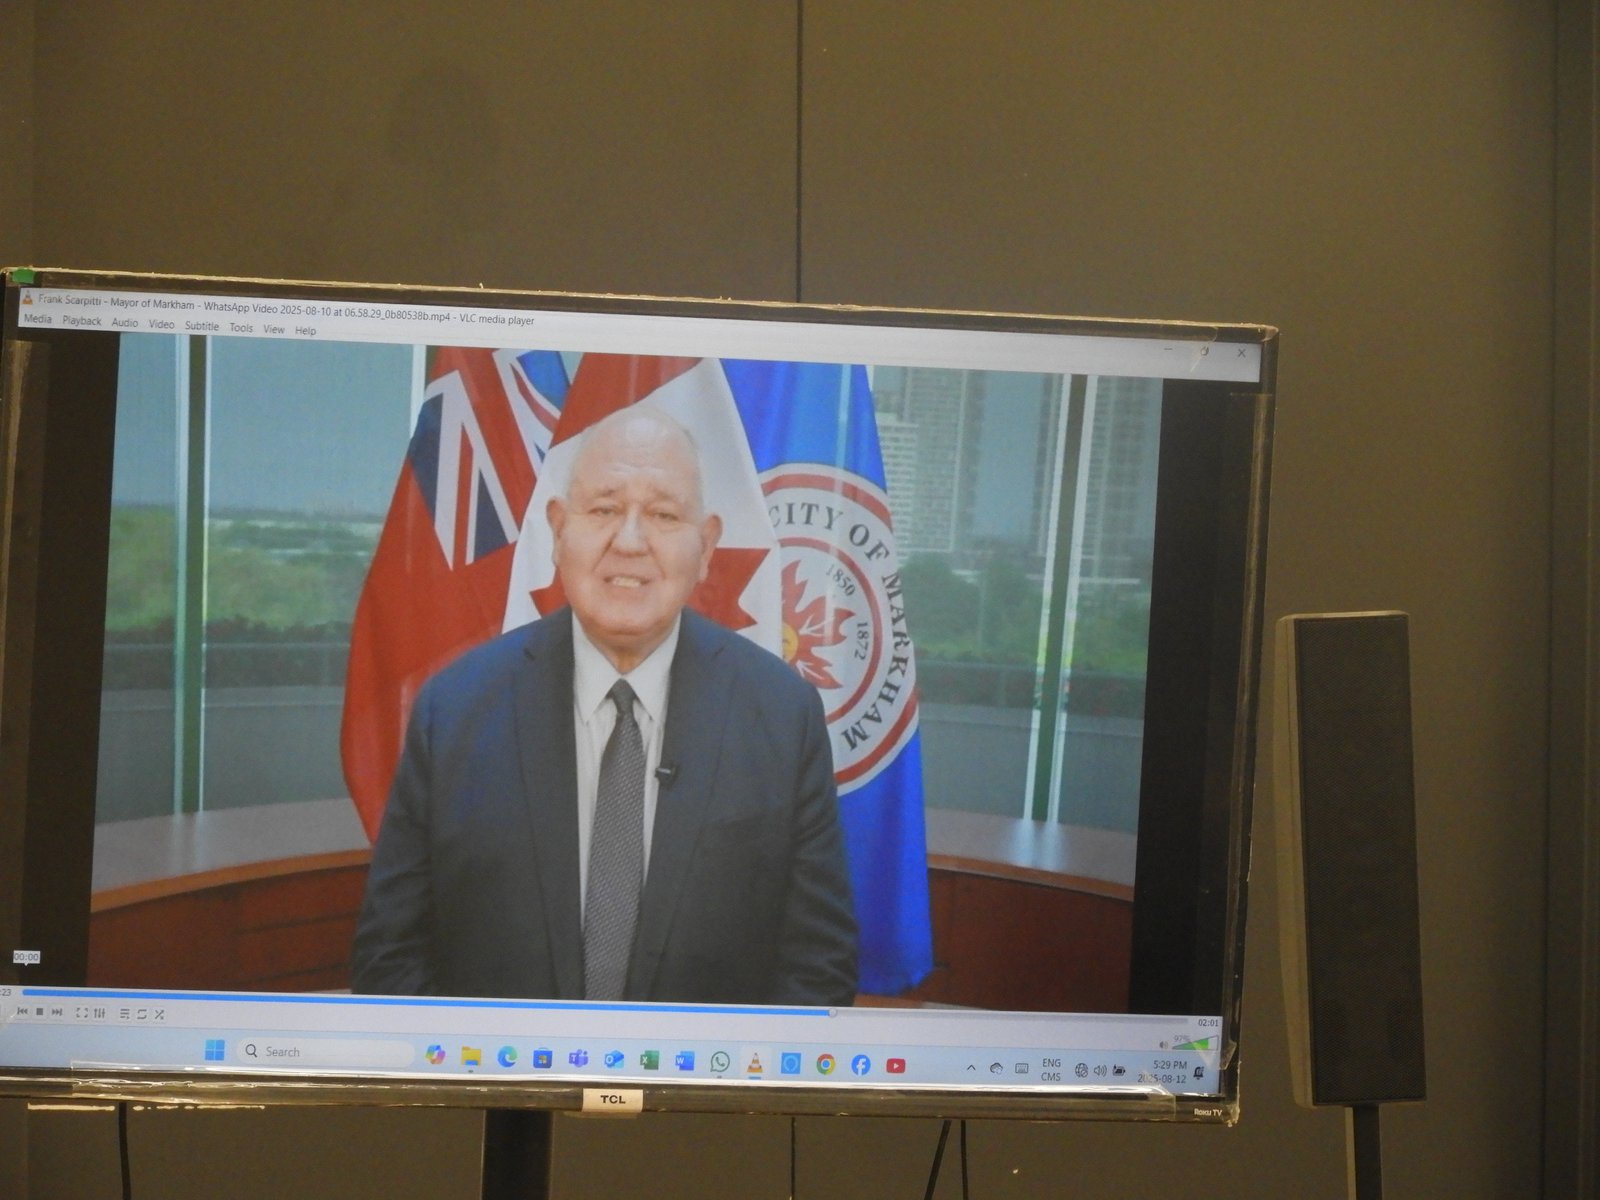 Frank Scarpitti - Mayor of Markham - WhatsApp Video 2025-08-10 at 06.58.29_0b80538b.mp4 - VLC media player
Media Playback Audio Video Subtitle Tools View Help
CITY OF MARKHAM
1850
1872
00:00
:23
02:01
97%
Search
ENG
CMS
5:29 PM
2025-08-12
TCL
Roku TV